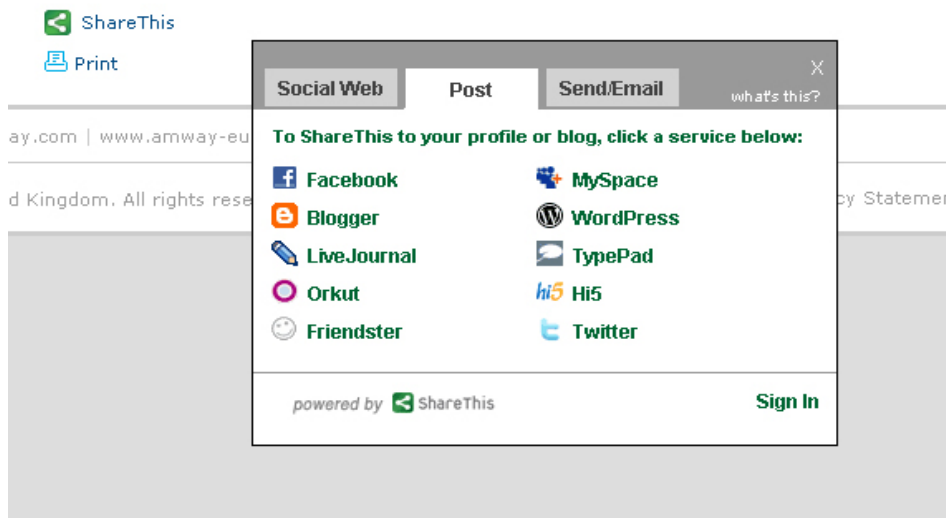 ShareThis
Print
X
Social Web Post Send/Email
what's this?
To ShareThis to your profile or blog, click a service below:
ay.com | www.amway-eu
Facebook MySpace
d Kingdom. All rights rese cy Statemen
Blogger WordPress
LiveJournal TypePad
Orkut hi5 Hi5
Friendster Twitter
powered by ShareThis Sign In